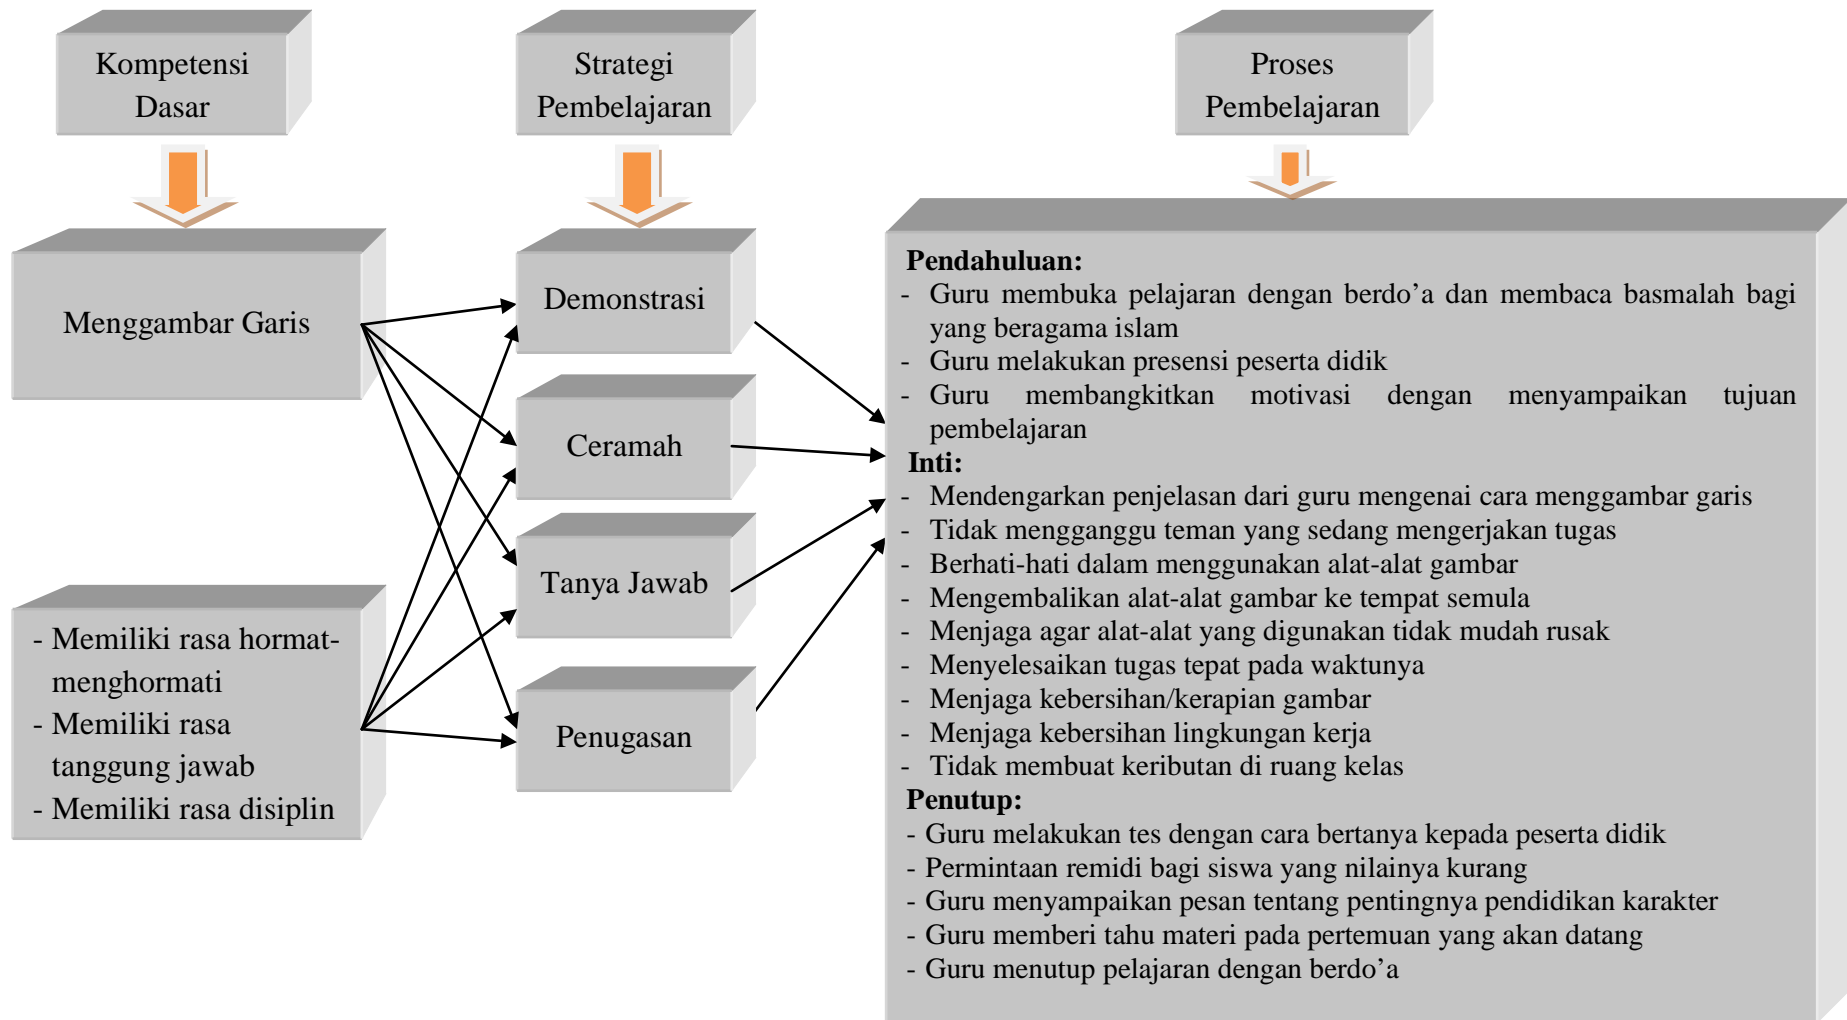 Kompetensi
Dasar
Strategi
Pembelajaran
Proses
Pembelajaran
Menggambar Garis
- Memiliki rasa hormat-
menghormati
- Memiliki rasa
tanggung jawab
- Memiliki rasa disiplin
Demonstrasi
Ceramah
Tanya Jawab
Penugasan
Pendahuluan:
- Guru membuka pelajaran dengan berdo’a dan membaca basmalah bagi
yang beragama islam
- Guru melakukan presensi peserta didik
- Guru membangkitkan motivasi dengan menyampaikan tujuan
pembelajaran
Inti:
- Mendengarkan penjelasan dari guru mengenai cara menggambar garis
- Tidak mengganggu teman yang sedang mengerjakan tugas
- Berhati-hati dalam menggunakan alat-alat gambar
- Mengembalikan alat-alat gambar ke tempat semula
- Menjaga agar alat-alat yang digunakan tidak mudah rusak
- Menyelesaikan tugas tepat pada waktunya
- Menjaga kebersihan/kerapian gambar
- Menjaga kebersihan lingkungan kerja
- Tidak membuat keributan di ruang kelas
Penutup:
- Guru melakukan tes dengan cara bertanya kepada peserta didik
- Permintaan remidi bagi siswa yang nilainya kurang
- Guru menyampaikan pesan tentang pentingnya pendidikan karakter
- Guru memberi tahu materi pada pertemuan yang akan datang
- Guru menutup pelajaran dengan berdo’a